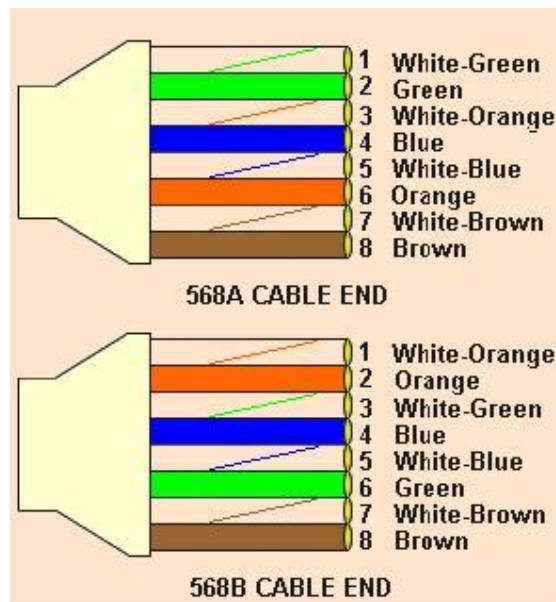 1 White-Green
2 Green
3 White-Orange
4 Blue
5 White-Blue
6 Orange
7 White-Brown
8 Brown
568A CABLE END
1 White-Orange
2 Orange
3 White-Green
4 Blue
5 White-Blue
6 Green
7 White-Brown
8 Brown
568B CABLE END